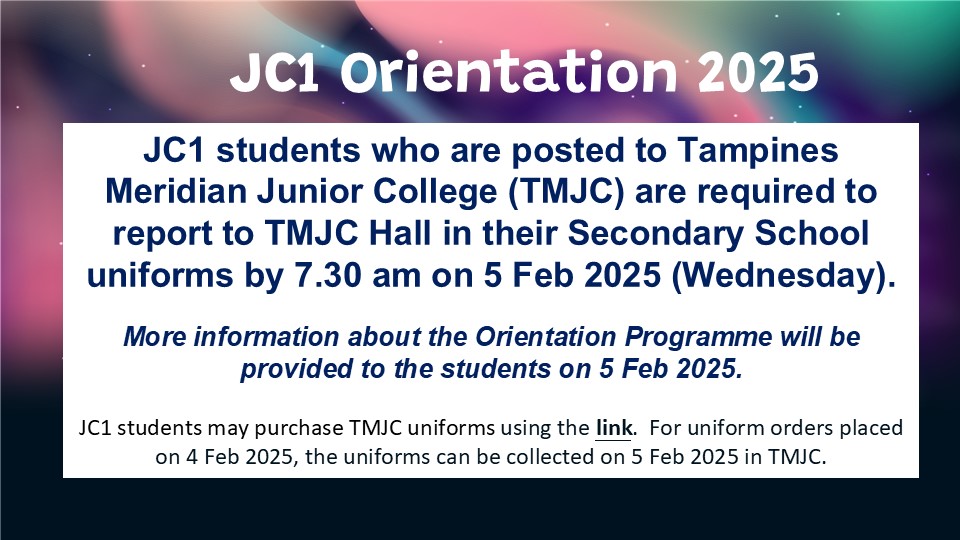 JC1 Orientation 2025
JC1 students who are posted to Tampines
Meridian Junior College (TMJC) are required to
report to TMJC Hall in their Secondary School
uniforms by 7.30 am on 5 Feb 2025 (Wednesday).
More information about the Orientation Programme will be
provided to the students on 5 Feb 2025.
JC1 students may purchase TMJC uniforms using the link.  For uniform orders placed
on 4 Feb 2025, the uniforms can be collected on 5 Feb 2025 in TMJC.